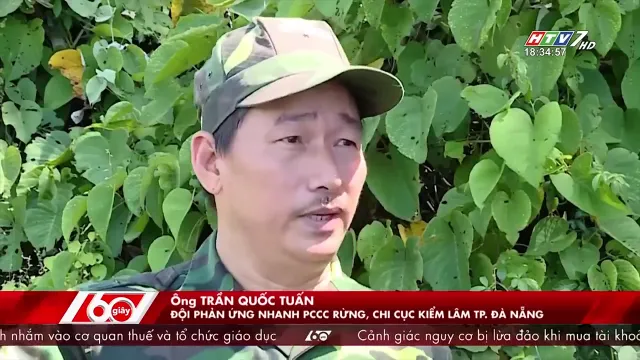 HTV7 HD
18:34:57
60 giây
Ông TRẦN QUỐC TUẤN
ĐỘI PHẢN ỨNG NHANH PCCC RỪNG, CHI CỤC KIỂM LÂM TP. ĐÀ NẴNG
h nhắm vào cơ quan thuế và tổ chức giáo dục
Cảnh giác nguy cơ bị lừa đảo khi mua tài kho